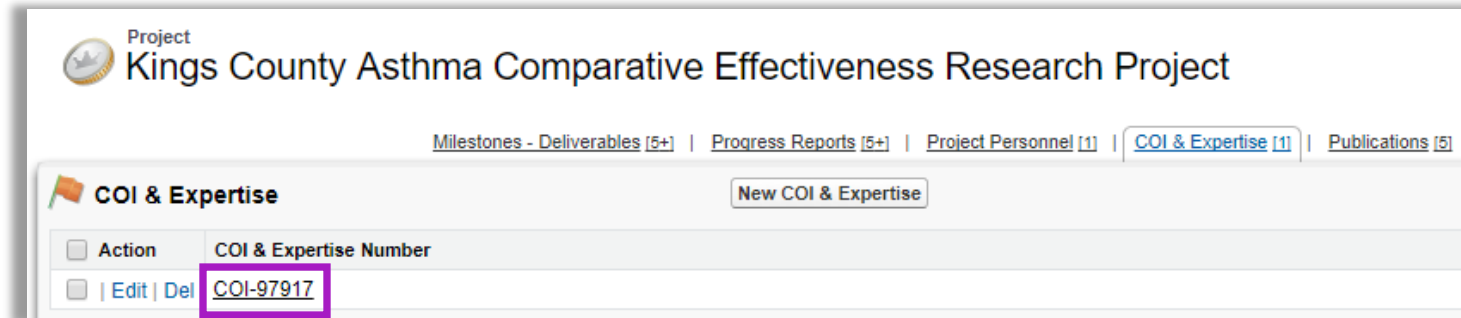 Project
Kings County Asthma Comparative Effectiveness Research Project
Milestones - Deliverables [5+] | Progress Reports [5+] | Project Personnel [1] | COI & Expertise [1] | Publications [5]
COI & Expertise New COI & Expertise
Action COI & Expertise Number
| Edit | Del COI-97917